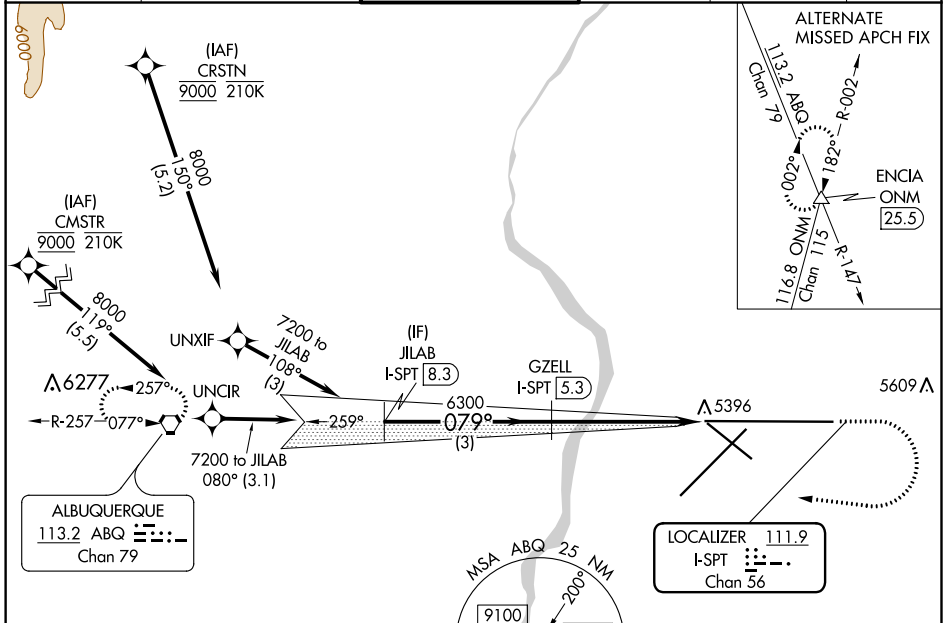 6000
(IAF)
CRSTN
9000 210K
8000
150°
(5.2)
(IAF)
CMSTR
9000 210K
8000
119°
(5.5)
UNXIF
7200 to
JILAB
108°
(3)
(IF)
JILAB
I-SPT 8.3
GZELL
I-SPT 5.3
6277
257°
UNCIR
R-257
077°
259°
6300
079°
(3)
5396
5609
7200 to JILAB
080° (3.1)
ALBUQUERQUE
113.2 ABQ
Chan 79
LOCALIZER 111.9
I-SPT
Chan 56
MSA ABQ 25 NM
200°
9100
ALTERNATE
MISSED APCH FIX
113.2 ABQ
Chan 79
R-002
002°
182°
ENCIA
ONM
25.5
116.8 ONM
Chan 115
R-147